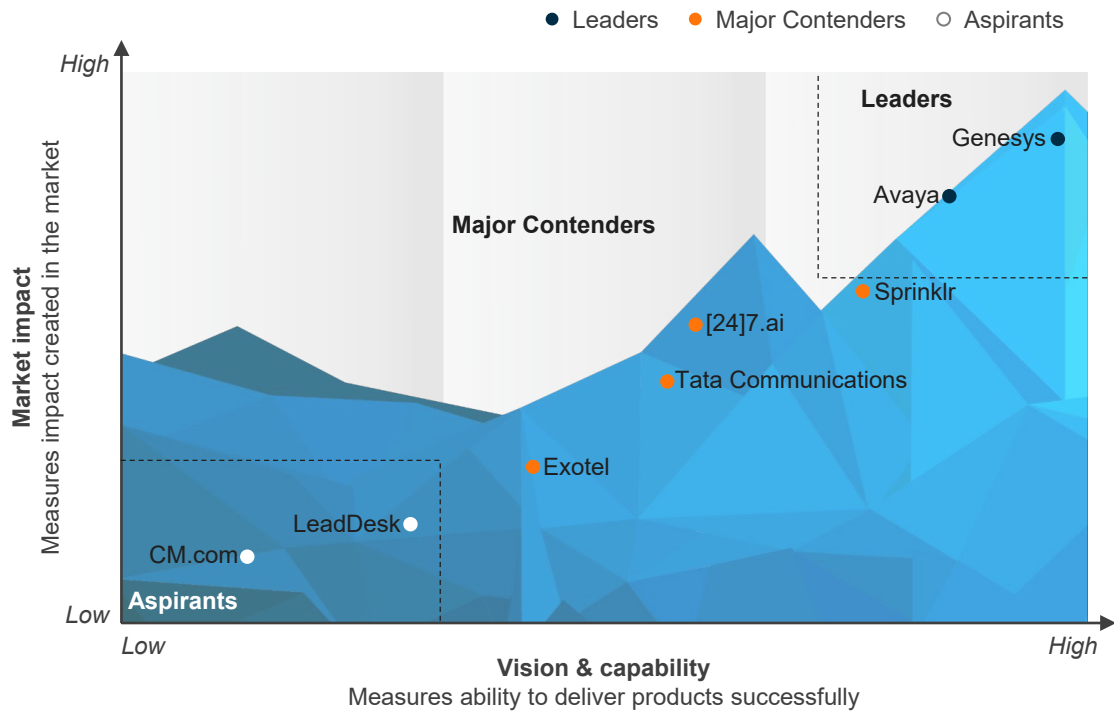 Leaders
Major Contenders
Aspirants
High
Leaders
Genesys
Avaya
Major Contenders
Sprinklr
[24]7.ai
Tata Communications
Exotel
LeadDesk
CM.com
Aspirants
Market impact
Measures impact created in the market
Low
Low
High
Vision & capability
Measures ability to deliver products successfully